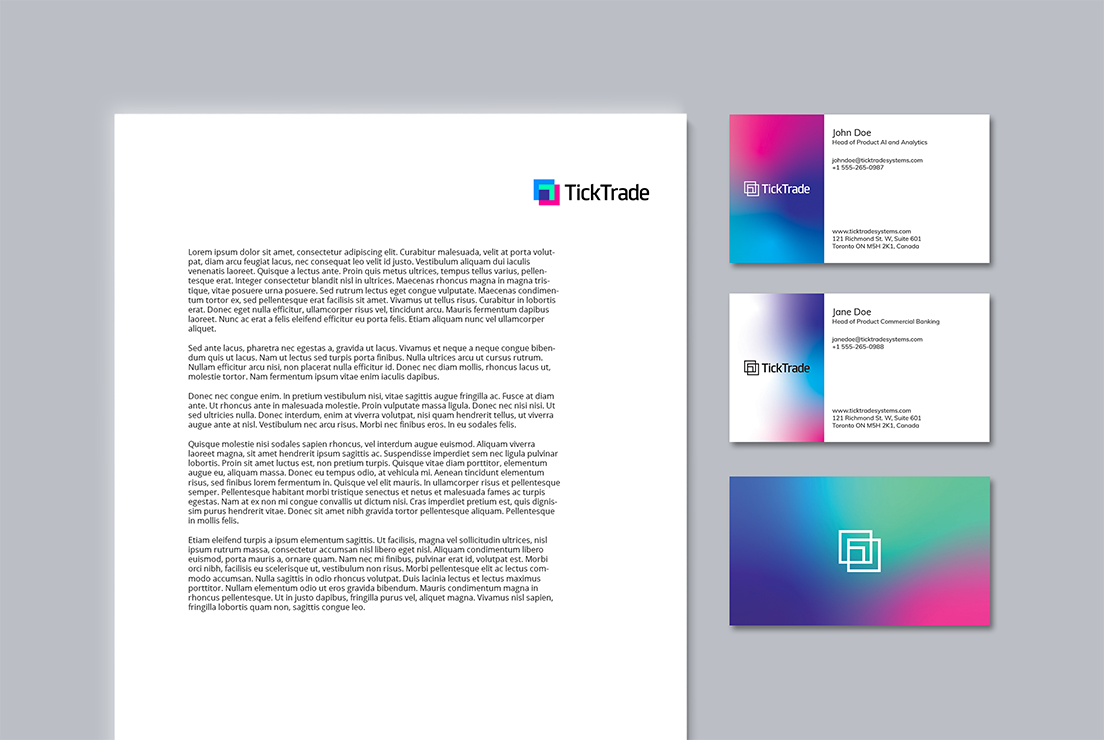 TickTrade
Lorem ipsum dolor sit amet, consectetur adipiscing elit. Curabitur malesuada, velit at porta volut-
pat, diam arcu feugiat lacus, nec consequat leo velit id justo. Vestibulum aliquam dui iaculis
venenatis laoreet. Quisque a lectus ante. Proin quis metus ultrices, tempus tellus varius, pellen-
tesque erat. Integer consectetur blandit nisl in ultrices. Maecenas rhoncus magna in magna tris-
tique, vitae posuere urna posuere. Sed rutrum lectus eget congue vulputate. Maecenas condimen-
tum tortor ex, sed pellentesque erat facilisis sit amet. Vivamus ut tellus risus. Curabitur in lobortis
erat. Donec eget nulla efficitur, ullamcorper risus vel, tincidunt arcu. Mauris fermentum dapibus
laoreet. Nunc ac erat a felis eleifend efficitur eu porta felis. Etiam aliquam nunc vel ullamcorper
aliquet.
Sed ante lacus, pharetra nec egestas a, gravida ut lacus. Vivamus et neque a neque congue biben-
dum quis ut lacus. Nam ut lectus sed turpis porta finibus. Nulla ultrices arcu ut cursus rutrum.
Nullam efficitur arcu nisi, non placerat nulla efficitur id. Donec nec diam mollis, rhoncus lacus ut,
molestie tortor. Nam fermentum ipsum vitae enim iaculis dapibus.
Donec nec congue enim. In pretium vestibulum nisi, vitae sagittis augue fringilla ac. Fusce at diam
ante. Ut rhoncus ante in malesuada molestie. Proin vulputate massa ligula. Donec nec nisi nisi. Ut
sed ultricies nulla. Donec interdum, enim at viverra volutpat, nisi quam hendrerit tellus, ut viverra
augue ante at nisl. Vestibulum nec arcu risus. Morbi nec finibus eros. In eu sodales felis.
Quisque molestie nisi sodales sapien rhoncus, vel interdum augue euismod. Aliquam viverra
laoreet magna, sit amet hendrerit sagittis ac. Suspendisse imperdiet sem nec ligula pulvinar
lobortis. Proin sit amet luctus est, non pretium turpis. Quisque vitae diam porttitor, elementum
augue eu, aliquam massa. Donec eu tempus odio, at vehicula mi. Aenean tincidunt elementum
risus, sed finibus lorem fermentum in. Quisque vel elit mauris. In ullamcorper risus et pellentesque
semper. Pellentesque habitant morbi tristique senectus et netus et malesuada fames ac turpis
egestas. Nam at ex non mi congue convallis ut dictum nisi. Cras imperdiet pretium est, quis dignis-
sim purus hendrerit vitae. Donec sit amet nibh gravida tortor pellentesque aliquam. Pellentesque
in mollis felis.
Etiam eleifend turpis a ipsum elementum sagittis. Ut facilisis, magna vel sollicitudin ultrices, nisl
ipsum rutrum massa, consectetur accumsan nisl libero eget nisl. Aliquam condimentum libero
euismod, porta mauris a, ornare quam. Nam nec mi finibus, pulvinar erat id, volutpat est. Morbi
orci nibh, facilisis eu scelerisque ut, vestibulum non risus. Morbi pellentesque elit ac lectus com-
modo accumsan. Nulla sagittis in odio rhoncus volutpat. Duis lacinia lectus et lectus maximus
porttitor. Nullam elementum odio ut eros gravida bibendum. Mauris condimentum magna in
rhoncus pellentesque. Ut in justo dapibus, fringilla purus vel, aliquet magna. Vivamus nisl sapien,
fringilla lobortis quam non, sagittis congue leo.
TickTrade
John Doe
Head of Product AI and Analytics
johndoe@ticktradesystems.com
+1 555-265-0987
www.ticktradesystems.com
121 Richmond St. W, Suite 601
Toronto ON M5H 2K1, Canada
TickTrade
Jane Doe
Head of Product Commercial Banking
janedoe@ticktradesystems.com
+1 555-265-0988
www.ticktradesystems.com
121 Richmond St. W, Suite 601
Toronto ON M5H 2K1, Canada